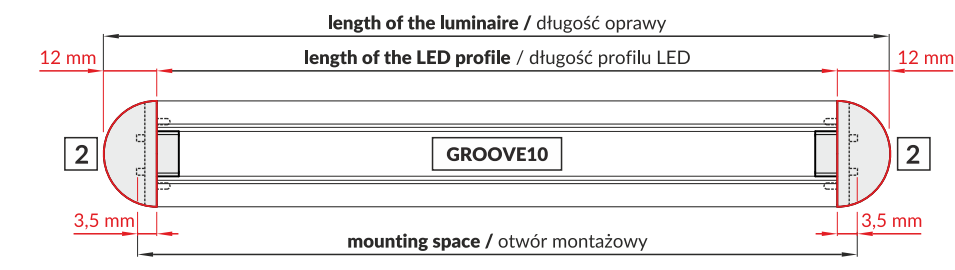 length of the luminaire / długość oprawy
12 mm
length of the LED profile / długość profilu LED
12 mm
2
GROOVE10
2
3,5 mm
3,5 mm
mounting space / otwór montażowy